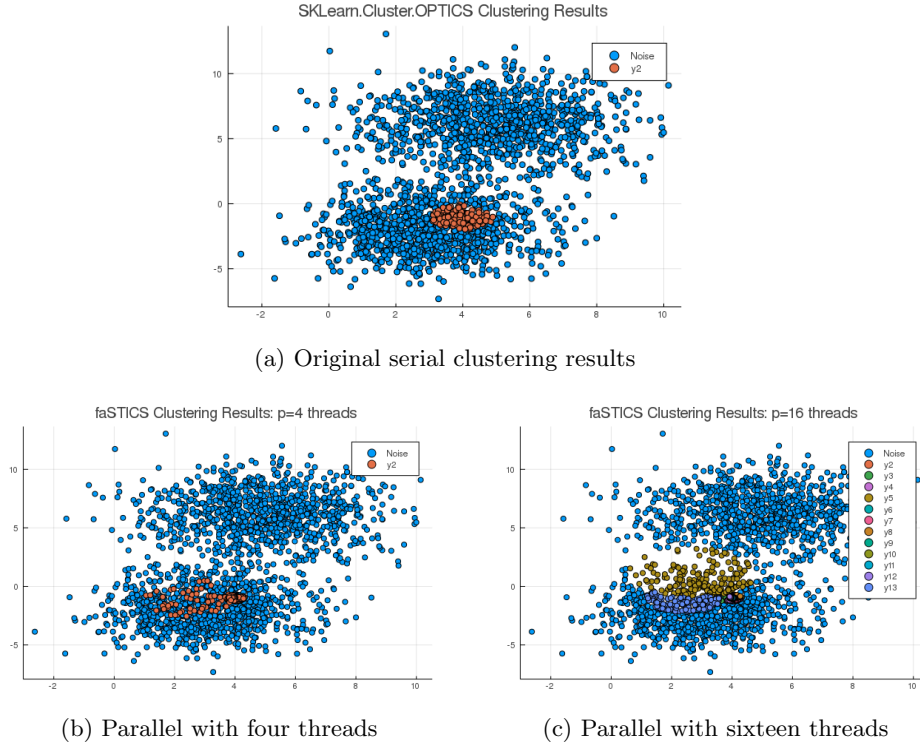 SKLearn.Cluster.OPTICS Clustering Results
Noise
y2
10
5
0
-5
-2
0
2
4
6
8
10
(a) Original serial clustering results
faSTICS Clustering Results: p=4 threads
Noise
y2
10
5
0
-5
-2
0
2
4
6
8
10
(b) Parallel with four threads
faSTICS Clustering Results: p=16 threads
Noise
y2
y3
y4
y5
y6
y7
y8
y9
y10
y11
y12
y13
10
5
0
-5
-2
0
2
4
6
8
10
(c) Parallel with sixteen threads